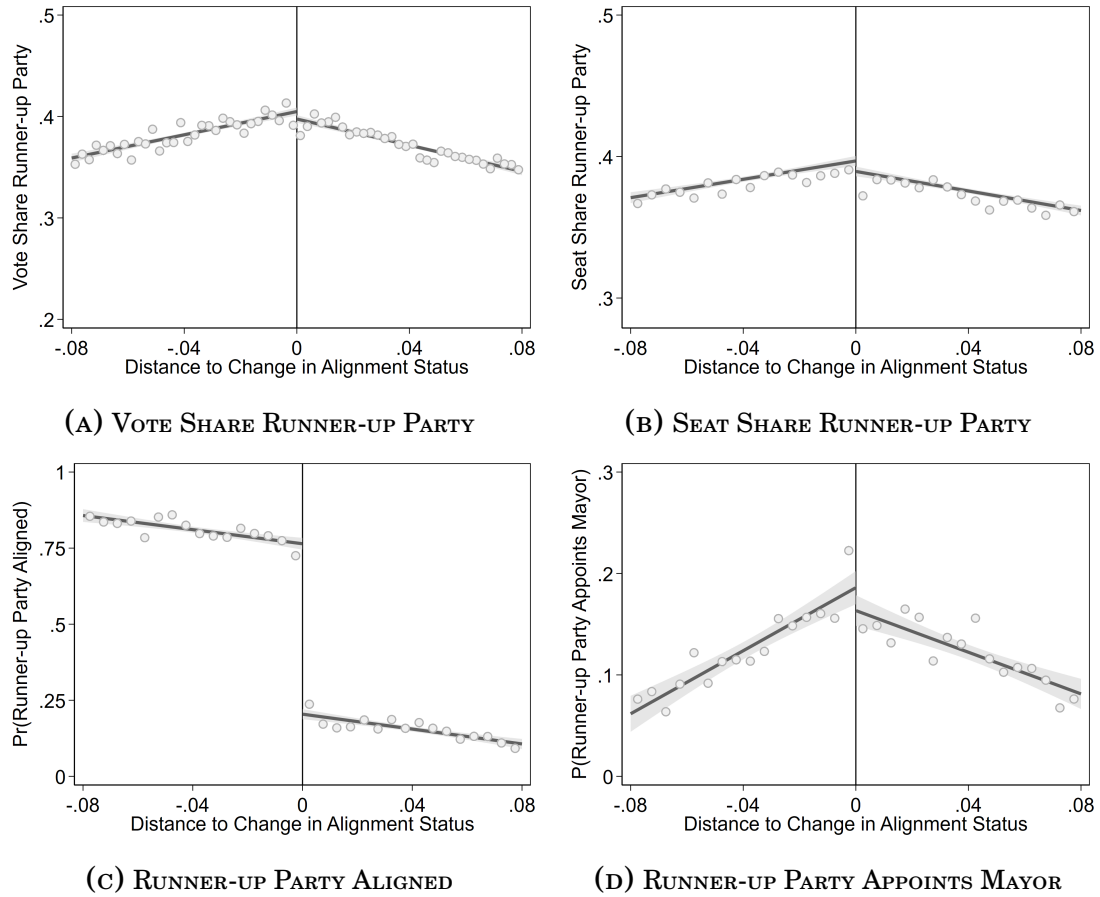 Vote Share Runner-up Party
.5
.4
.3
.2
-.08 -.04 0 .04 .08
Distance to Change in Alignment Status
(A) Vote Share Runner-up Party
Seat Share Runner-up Party
.5
.4
.3
-.08 -.04 0 .04 .08
Distance to Change in Alignment Status
(B) Seat Share Runner-up Party
Pr(Runner-up Party Aligned)
1
.75
.5
.25
0
-.08 -.04 0 .04 .08
Distance to Change in Alignment Status
(C) Runner-up Party Aligned
P(Runner-up Party Appoints Mayor)
.3
.2
.1
0
-.08 -.04 0 .04 .08
Distance to Change in Alignment Status
(D) Runner-up Party Appoints Mayor